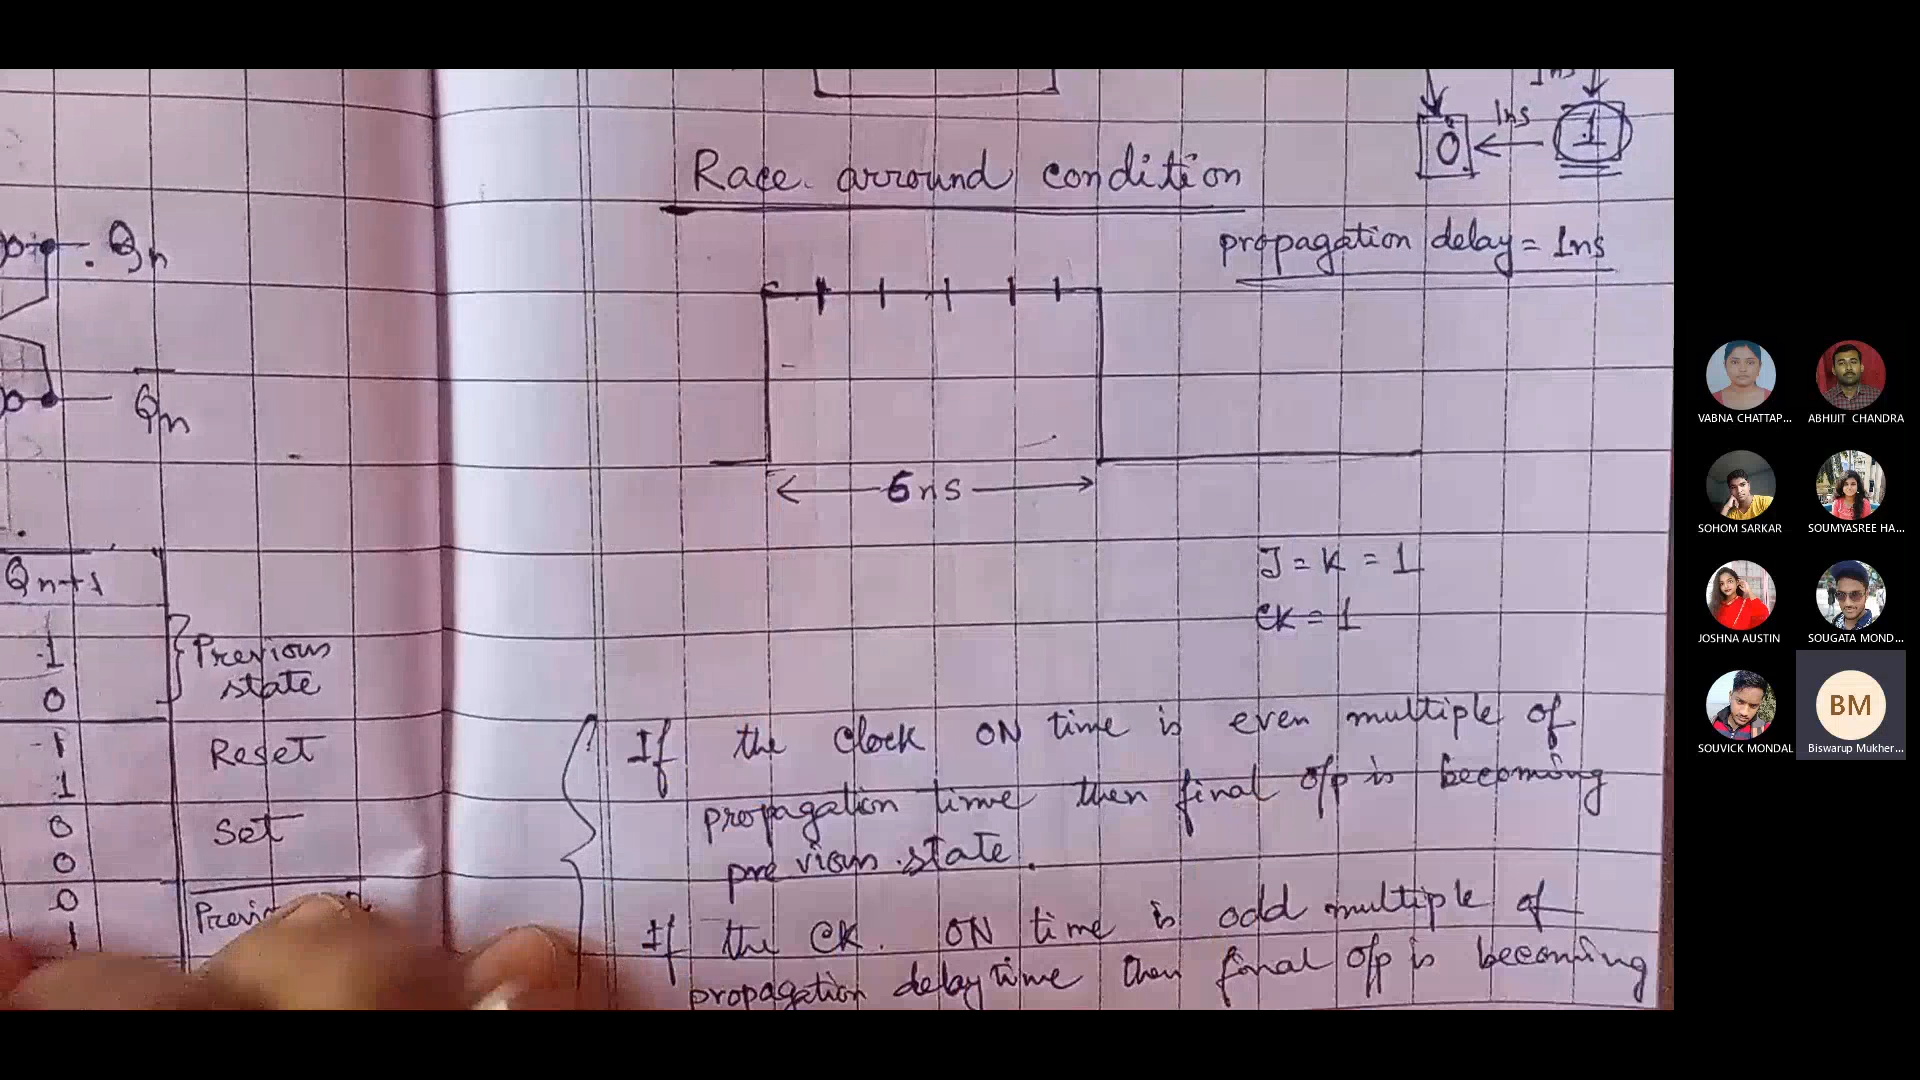 1ns
1ns
0
1
Race around condition
propagation delay = 1ns
Qn
Qn
6ns
J = K = 1
CK = 1
Qn+1
1
0
Previous
state
1
1
Reset
0
0
Set
0
1
If the clock ON time is even multiple of
propagation time then final o/p is becoming
previous state.
If the CK. ON time is odd multiple of
propagation delay time then final o/p is becoming
VABNA CHATTAP...
ABHIJIT CHANDRA
SOHOM SARKAR
SOUMYASREE HA...
JOSHNA AUSTIN
SOUGATA MOND...
SOUVICK MONDAL
BM
Biswarup Mukher...